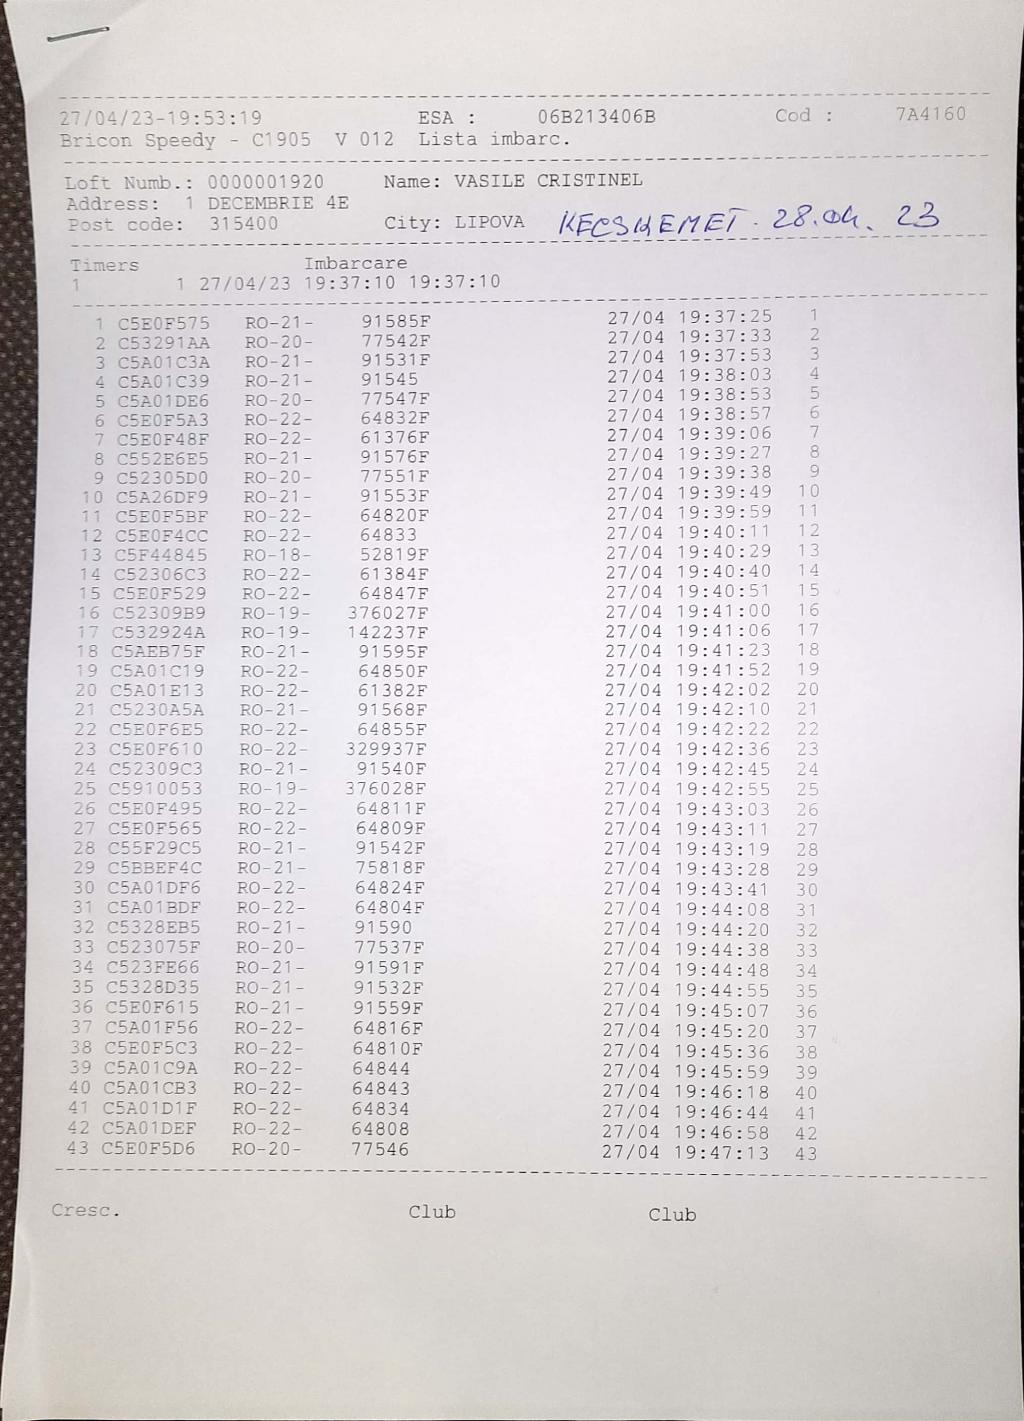 27/04/23-19:53:19 ESA : 06B213406B Cod : 7A4160
Bricon Speedy - C1905 V 012 Lista imbarc.
Loft Numb.: 0000001920 Name: VASILE CRISTINEL
Address: 1 DECEMBRIE 4E
Post code: 315400 City: LIPOVA KECSKEMET. 28.04. 23
Timers Imbarcare
1 1 27/04/23 19:37:10 19:37:10
1 C5E0F575 RO-21- 91585F 27/04 19:37:25 1
2 C53291AA RO-20- 77542F 27/04 19:37:33 2
3 C5A01C3A RO-21- 91531F 27/04 19:37:53 3
4 C5A01C39 RO-21- 91545 27/04 19:38:03 4
5 C5A01DE6 RO-20- 77547F 27/04 19:38:53 5
6 C5E0F5A3 RO-22- 64832F 27/04 19:38:57 6
7 C5E0F48F RO-22- 61376F 27/04 19:39:06 7
8 C552E6E5 RO-21- 91576F 27/04 19:39:27 8
9 C52305D0 RO-20- 77551F 27/04 19:39:38 9
10 C5A26DF9 RO-21- 91553F 27/04 19:39:49 10
11 C5E0F5BF RO-22- 64820F 27/04 19:39:59 11
12 C5E0F4CC RO-22- 64833 27/04 19:40:11 12
13 C5F44845 RO-18- 52819F 27/04 19:40:29 13
14 C52306C3 RO-22- 61384F 27/04 19:40:40 14
15 C5E0F529 RO-22- 64847F 27/04 19:40:51 15
16 C52309B9 RO-19- 376027F 27/04 19:41:00 16
17 C532924A RO-19- 142237F 27/04 19:41:06 17
18 C5AEB75F RO-21- 91595F 27/04 19:41:23 18
19 C5A01C19 RO-22- 64850F 27/04 19:41:52 19
20 C5A01E13 RO-22- 61382F 27/04 19:42:02 20
21 C5230A5A RO-21- 91568F 27/04 19:42:10 21
22 C5E0F6E5 RO-22- 64855F 27/04 19:42:22 22
23 C5E0F610 RO-22- 329937F 27/04 19:42:36 23
24 C52309C3 RO-21- 91540F 27/04 19:42:45 24
25 C5910053 RO-19- 376028F 27/04 19:42:55 25
26 C5E0F495 RO-22- 64811F 27/04 19:43:03 26
27 C5E0F565 RO-22- 64809F 27/04 19:43:11 27
28 C55F29C5 RO-21- 91542F 27/04 19:43:19 28
29 C5BBEF4C RO-21- 75818F 27/04 19:43:28 29
30 C5A01DF6 RO-22- 64824F 27/04 19:43:41 30
31 C5A01BDF RO-22- 64804F 27/04 19:44:08 31
32 C5328EB5 RO-21- 91590 27/04 19:44:20 32
33 C523075F RO-20- 77537F 27/04 19:44:38 33
34 C523FE66 RO-21- 91591F 27/04 19:44:48 34
35 C5328D35 RO-21- 91532F 27/04 19:44:55 35
36 C5E0F615 RO-21- 91559F 27/04 19:45:07 36
37 C5A01F56 RO-22- 64816F 27/04 19:45:20 37
38 C5E0F5C3 RO-22- 64810F 27/04 19:45:36 38
39 C5A01C9A RO-22- 64844 27/04 19:45:59 39
40 C5A01CB3 RO-22- 64843 27/04 19:46:18 40
41 C5A01D1F RO-22- 64834 27/04 19:46:44 41
42 C5A01DEF RO-22- 64808 27/04 19:46:58 42
43 C5E0F5D6 RO-20- 77546 27/04 19:47:13 43
Cresc. Club Club